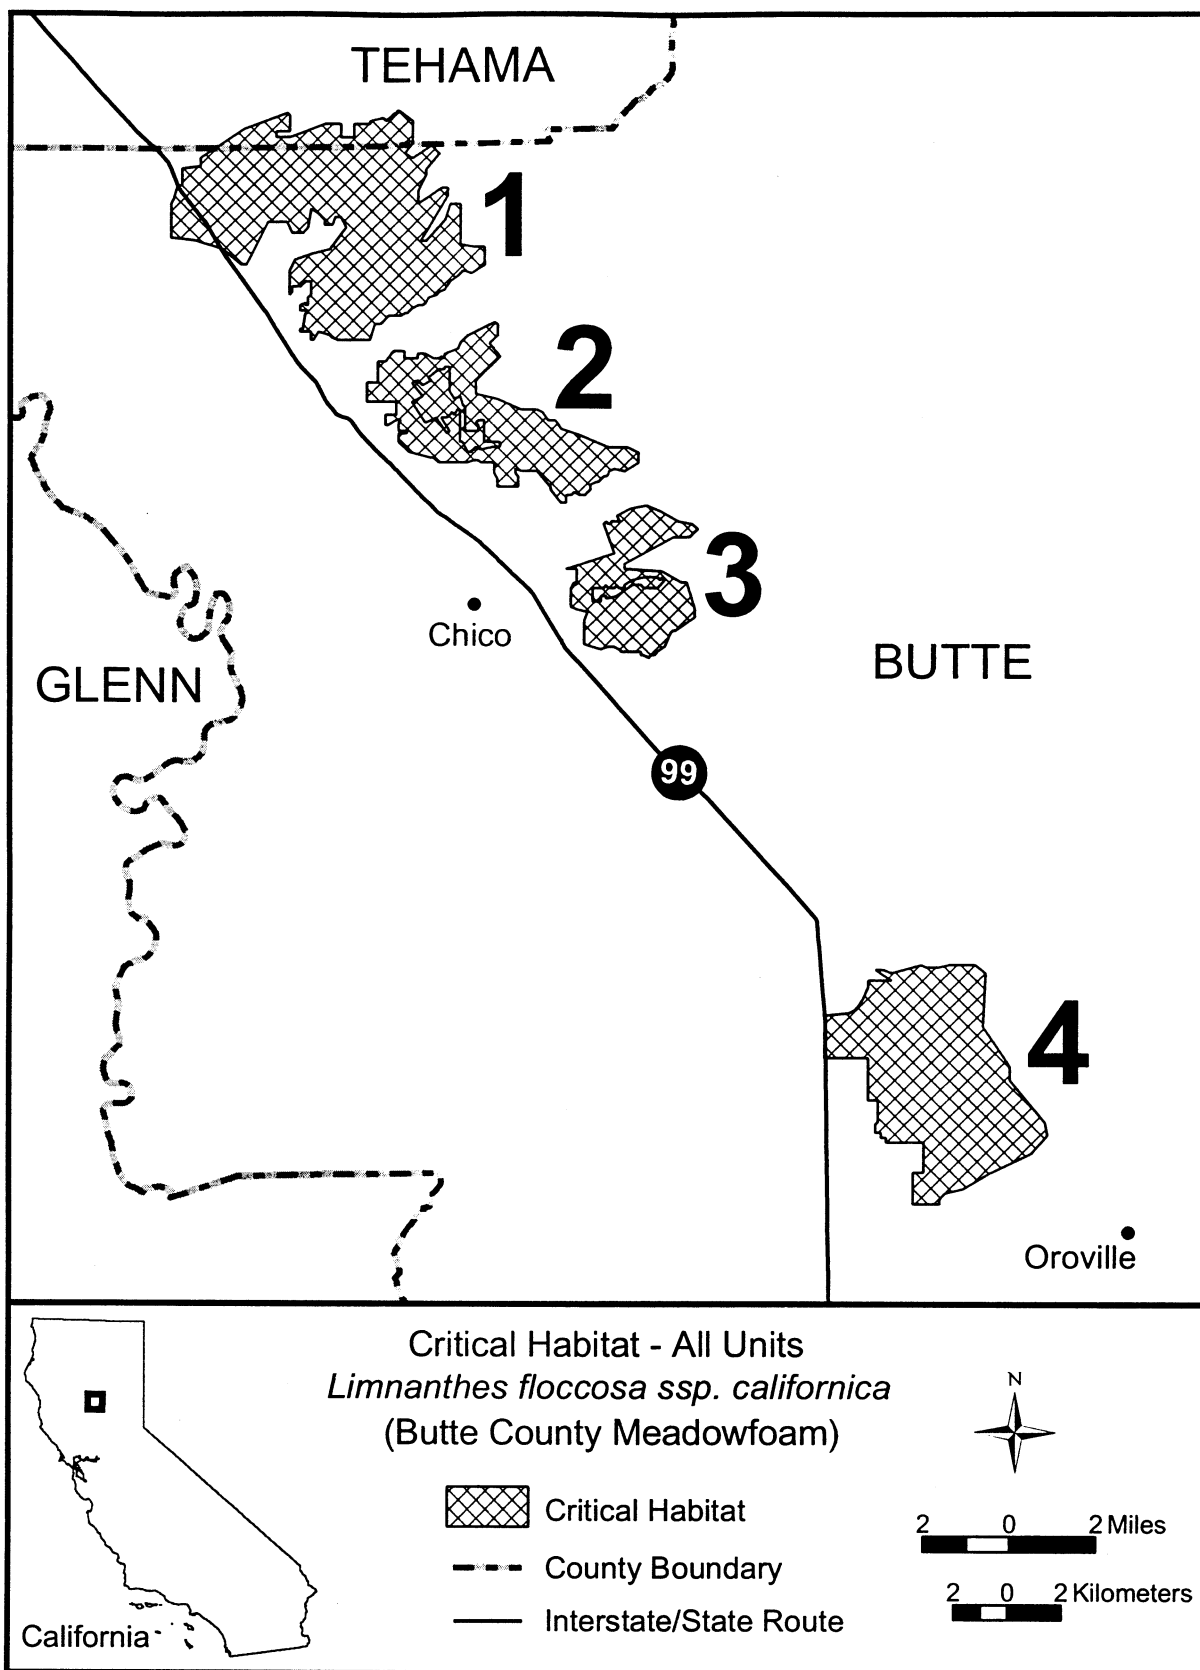 TEHAMA
1
2
3
Chico
GLENN
BUTTE
99
4
Oroville
Critical Habitat - All Units
Limnanthes floccosa ssp. californica
(Butte County Meadowfoam)
N
Critical Habitat
County Boundary
Interstate/State Route
2 0 2 Miles
2 0 2 Kilometers
California